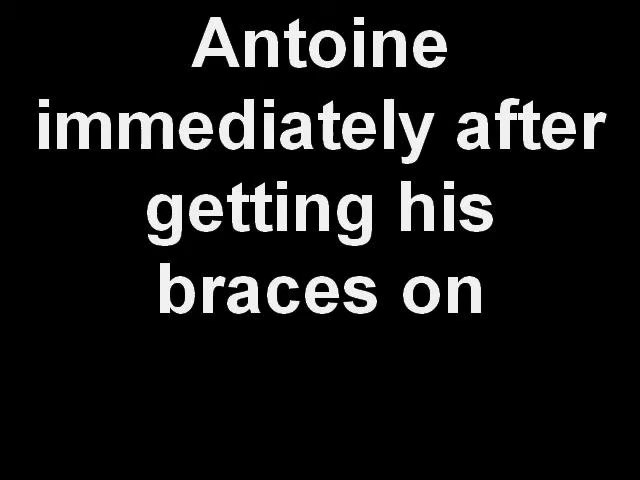 Antoine
immediately after
getting his
braces on